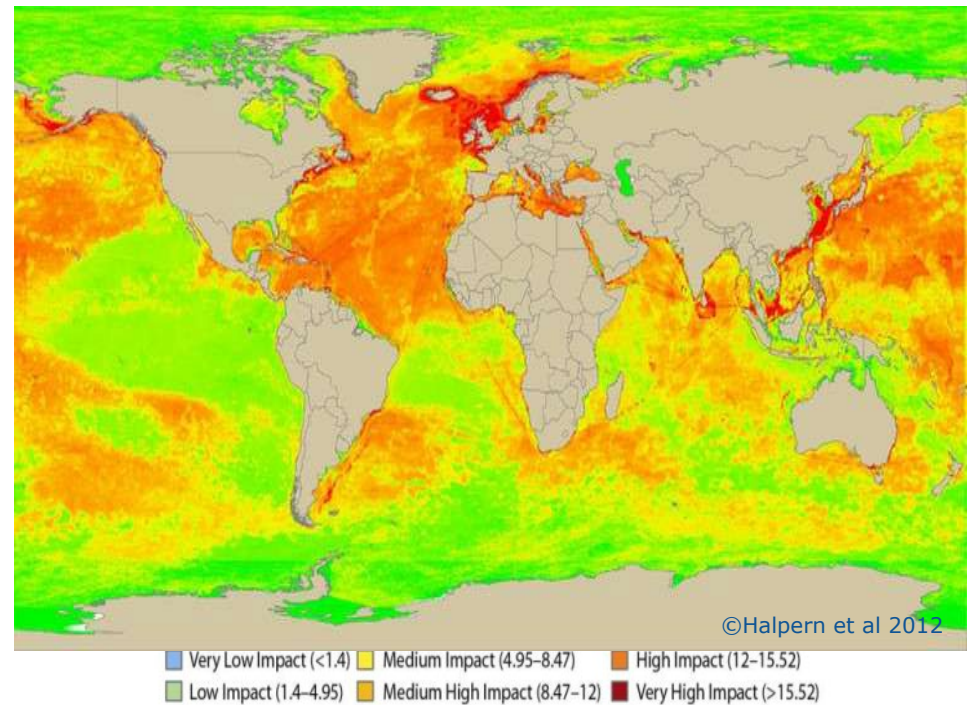 ©Halpern et al 2012
Very Low Impact (<1.4) Medium Impact (4.95–8.47) High Impact (12–15.52)
Low Impact (1.4–4.95) Medium High Impact (8.47–12) Very High Impact (>15.52)